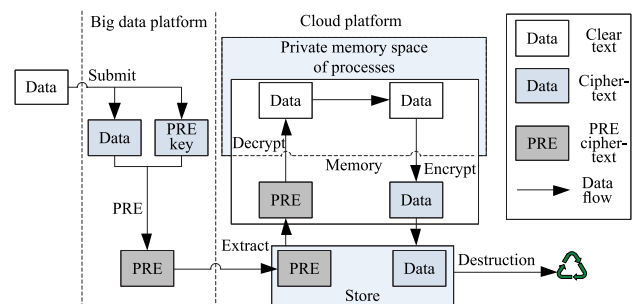 Big data platform
Cloud platform
Private memory space
of processes
Data
Submit
Data
PRE
key
Data
Data
Decrypt
Memory
Encrypt
PRE
Data
PRE
PRE
Extract
PRE
Data
Store
Destruction
Data
Clear
text
Data
Cipher-
text
PRE
PRE
cipher-
text
Data
flow